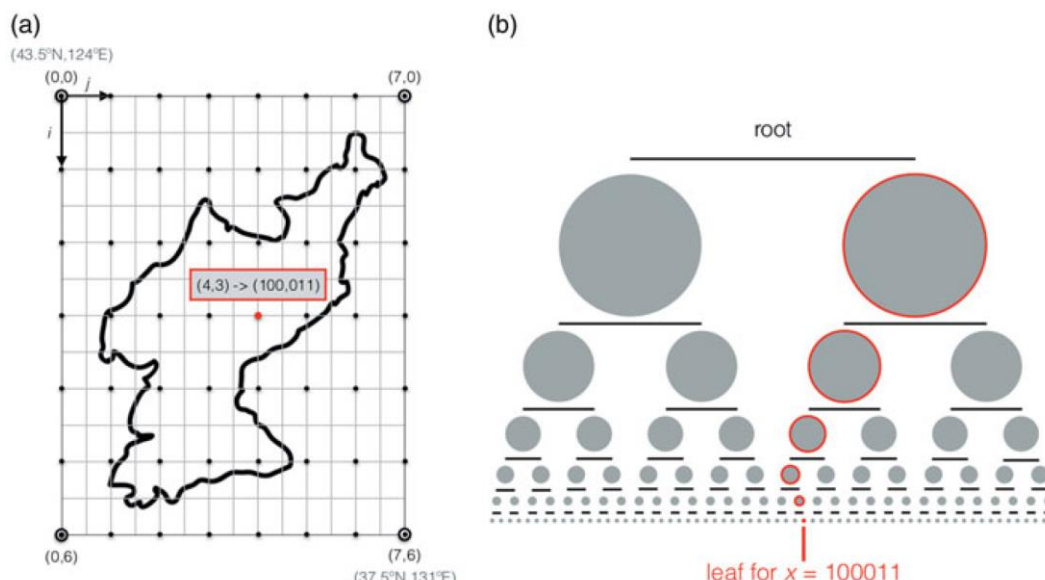 (a)
(43.5°N,124°E)
(0,0)
j
(7,0)
i
(4,3) -> (100,011)
(0,6)
(7,6)
(37.5°N,131°E)
(b)
root
leaf for x = 100011